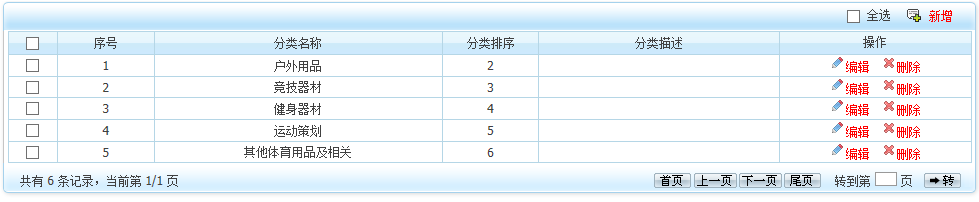 全选 新增
序号 分类名称 分类排序 分类描述 操作
1 户外用品 2 编辑 删除
2 竞技器材 3 编辑 删除
3 健身器材 4 编辑 删除
4 运动策划 5 编辑 删除
5 其他体育用品及相关 6 编辑 删除
共有 6 条记录，当前第 1/1 页 首页 上一页 下一页 尾页 转到第 页 转